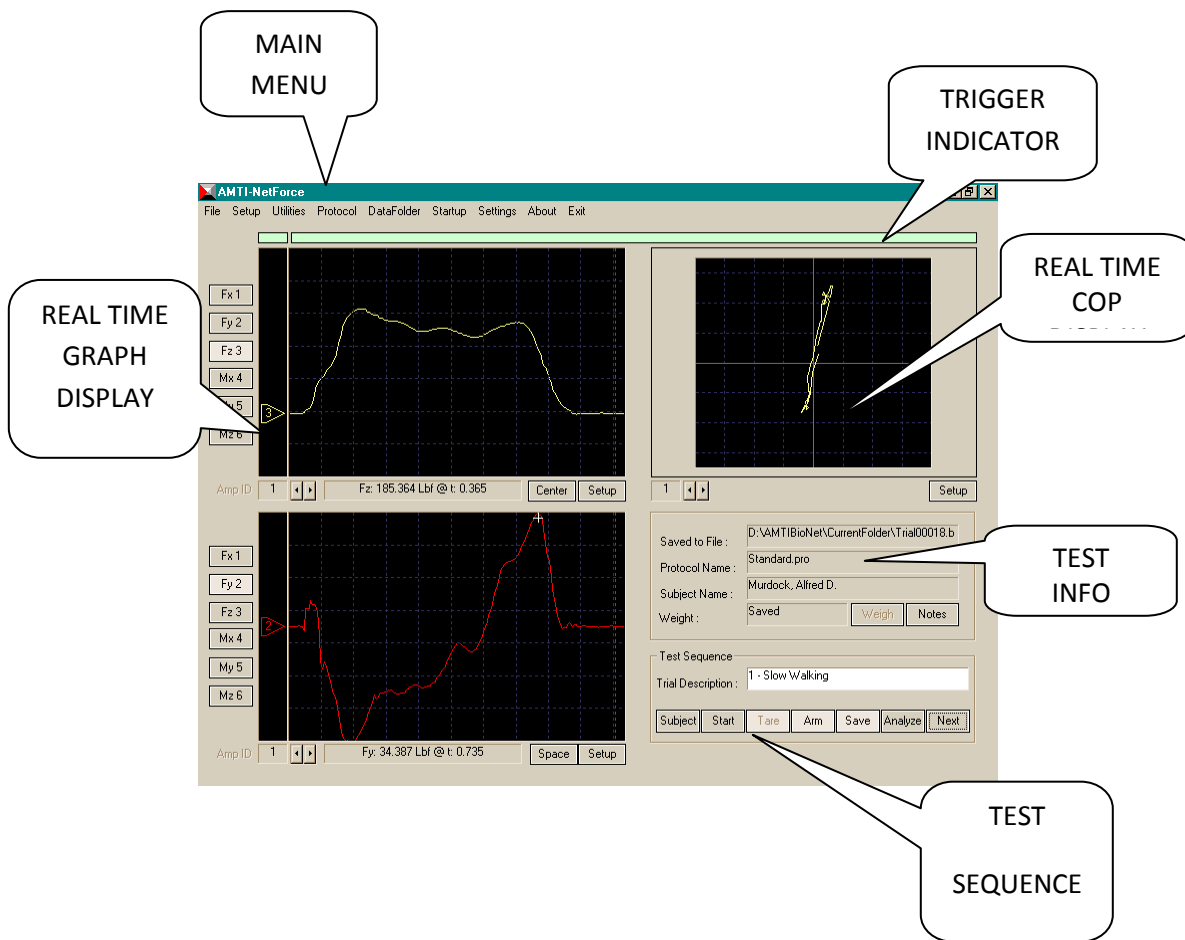 MAIN
MENU
TRIGGER
INDICATOR
AMTI-NetForce
File Setup Utilities Protocol DataFolder Startup Settings About Exit
REAL TIME
GRAPH
DISPLAY
REAL TIME
COP
Fx 1
Fy 2
Fz 3
Mx 4
My 5
Mz 6
3
Amp ID 1 Fz: 185.364 Lbf @ t: 0.365 Center Setup
1 Setup
Fx 1
Fy 2
Fz 3
Mx 4
My 5
Mz 6
2
Amp ID 1 Fy: 34.387 Lbf @ t: 0.735 Space Setup
Saved to File : D:\AMTIBioNet\CurrentFolder\Trial00018.b
Protocol Name : Standard.pro
Subject Name : Murdock, Alfred D.
Weight : Saved Weigh Notes
TEST
INFO
Test Sequence
Trial Description : 1 - Slow Walking
Subject Start Tare Arm Save Analyze Next
TEST
SEQUENCE